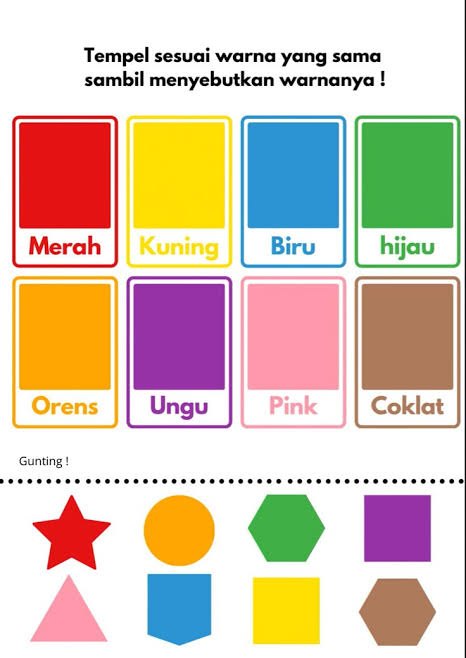 Tempel sesuai warna yang sama
sambil menyebutkan warnanya !
Merah
Kuning
Biru
hijau
Orens
Ungu
Pink
Coklat
Gunting !